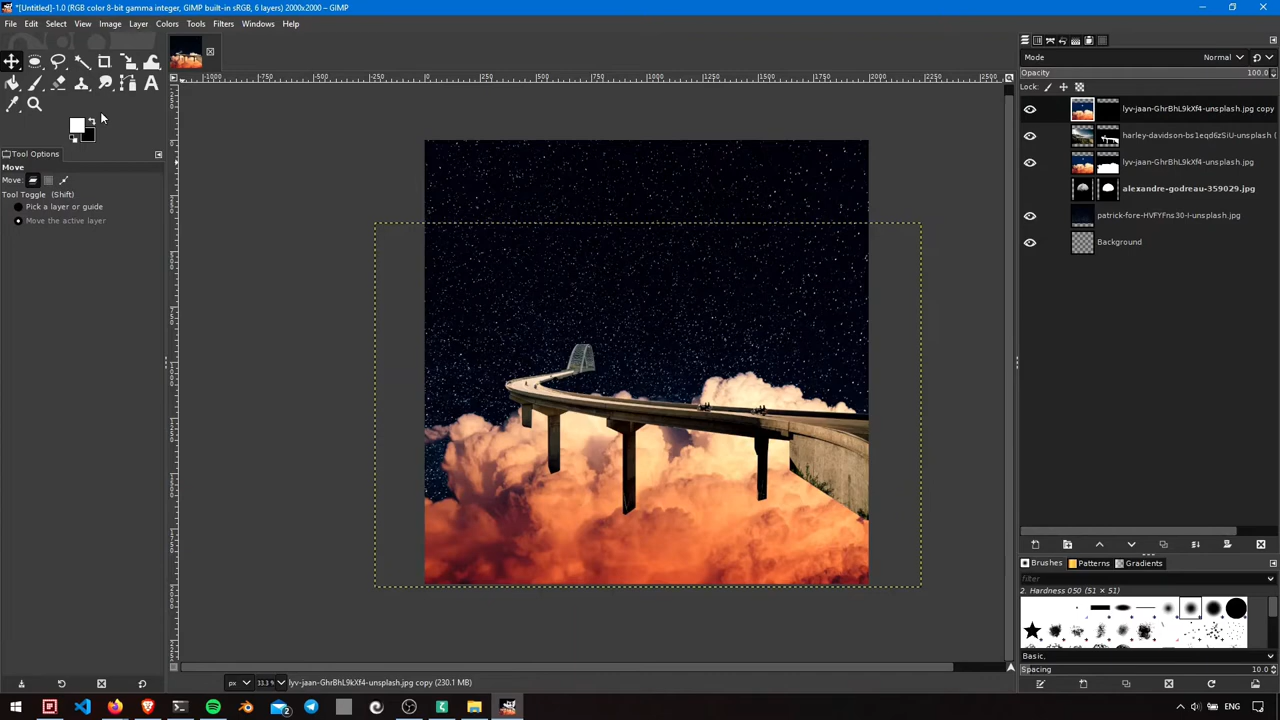 *[Untitled]-1.0 (RGB color 8-bit gamma integer, GIMP built-in sRGB, 6 layers) 2000x2000 – GIMP
File Edit Select View Image Layer Colors Tools Filters Windows Help
Mode Normal
Opacity 100.0
Lock:
lyv-jaan-GhrBhL9kXf4-unsplash.jpg copy
harley-davidson-bs1eqd6zSiU-unsplash (
Tool Options
lyv-jaan-GhrBhL9kXf4-unsplash.jpg
Move
Move:
alexandre-godreau-359029.jpg
Tool Toggle (Shift)
Pick a layer or guide
Move the active layer
patrick-fore-HVFYFns30-I-unsplash.jpg
Background
Brushes Patterns Gradients
filter
2. Hardness 050 (51 × 51)
Basic,
Spacing 10.0
px 33.3 % lyv-jaan-GhrBhL9kXf4-unsplash.jpg copy (230.1 MB)
ENG